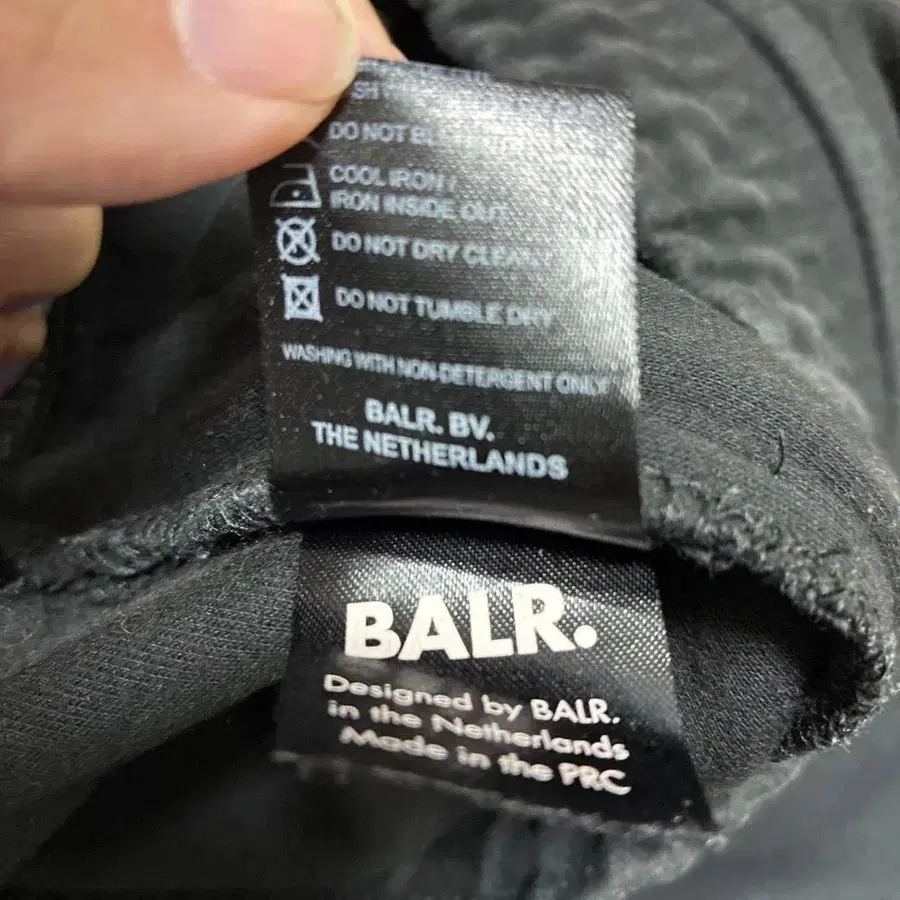 DO NOT
COOL IRON /
IRON INSIDE OUT
DO NOT DRY CLEAN
DO NOT TUMBLE DRY
WASHING WITH NON-DETERGENT ONLY
BALR. BV.
THE NETHERLANDS
BALR.
Designed by BALR.
in the Netherlands
Made in the PRC